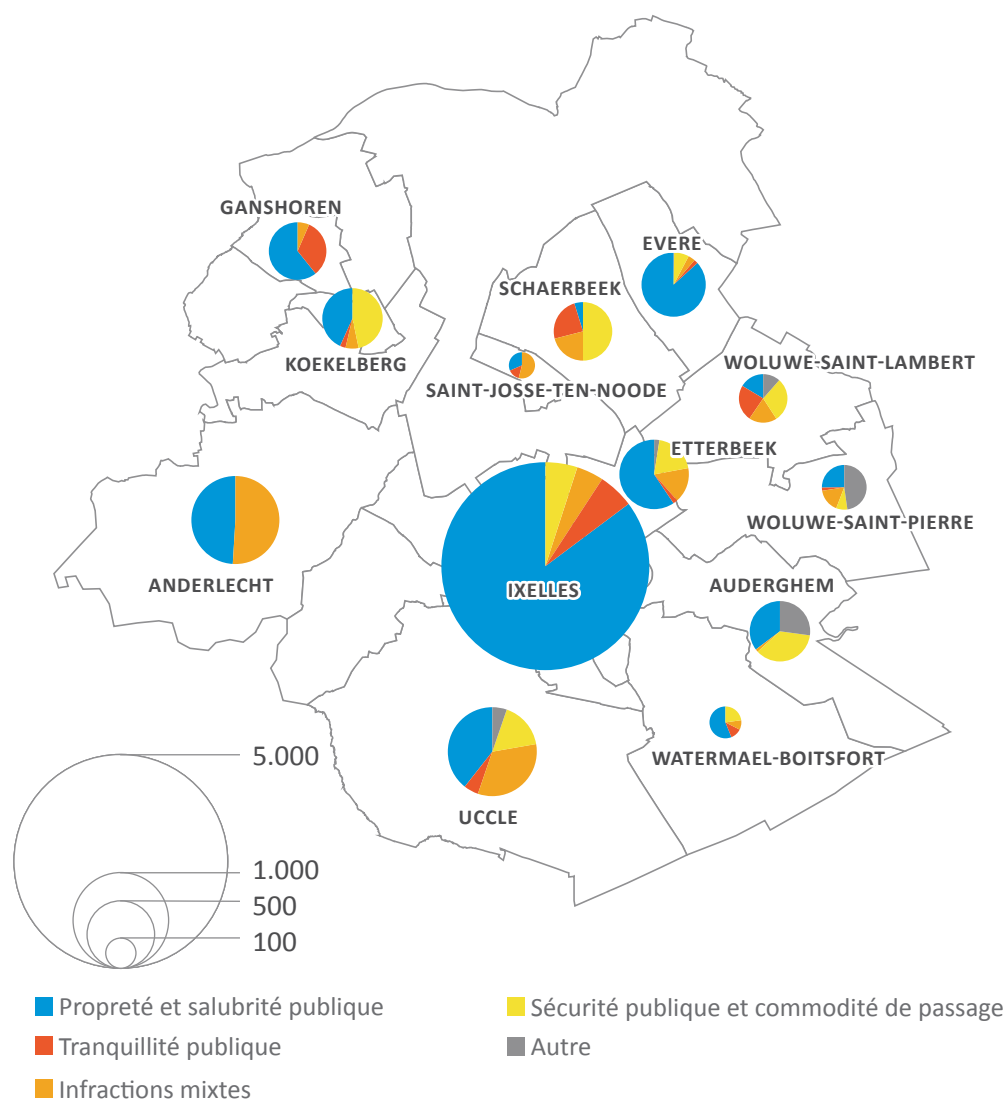 GANSHOREN
EVERE
SCHAERBEEK
KOEKELBERG
WOLUWE-SAINT-LAMBERT
SAINT-JOSSE-TEN-NOODE
ETTERBEEK
WOLUWE-SAINT-PIERRE
ANDERLECHT
IXELLES
AUDERGHEM
WATERMAEL-BOITSFORT
UCCLE
5.000
1.000
500
100
Propreté et salubrité publique
Tranquillité publique
Infractions mixtes
Sécurité publique et commodité de passage
Autre